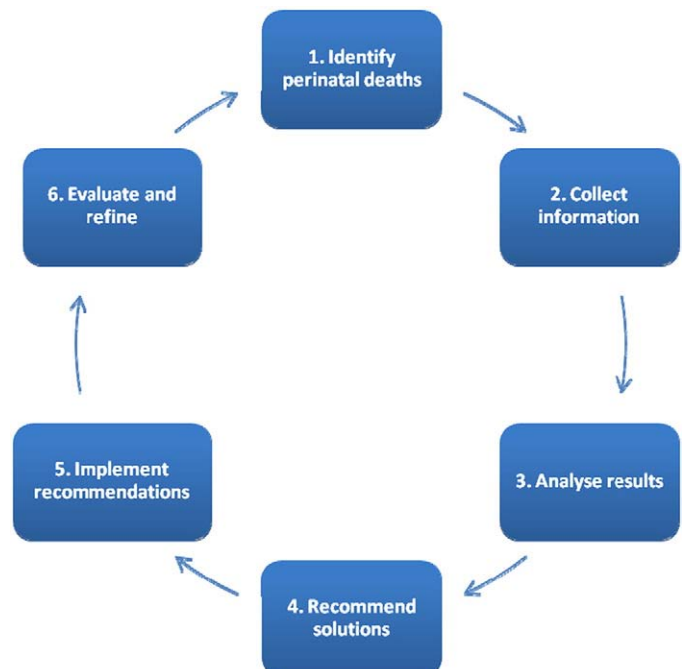 1. Identify
perinatal deaths
2. Collect
information
3. Analyse results
4. Recommend
solutions
5. Implement
recommendations
6. Evaluate and
refine